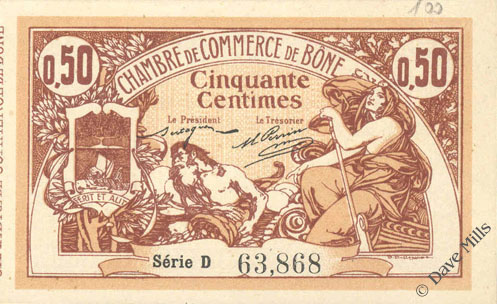 100
CHAMBRE DE COMMERCE DE BÔNE
0,50
0,50
Cinquante
Centimes
Le Président
Le Trésorier
Série D 63,868
© Dave Mills